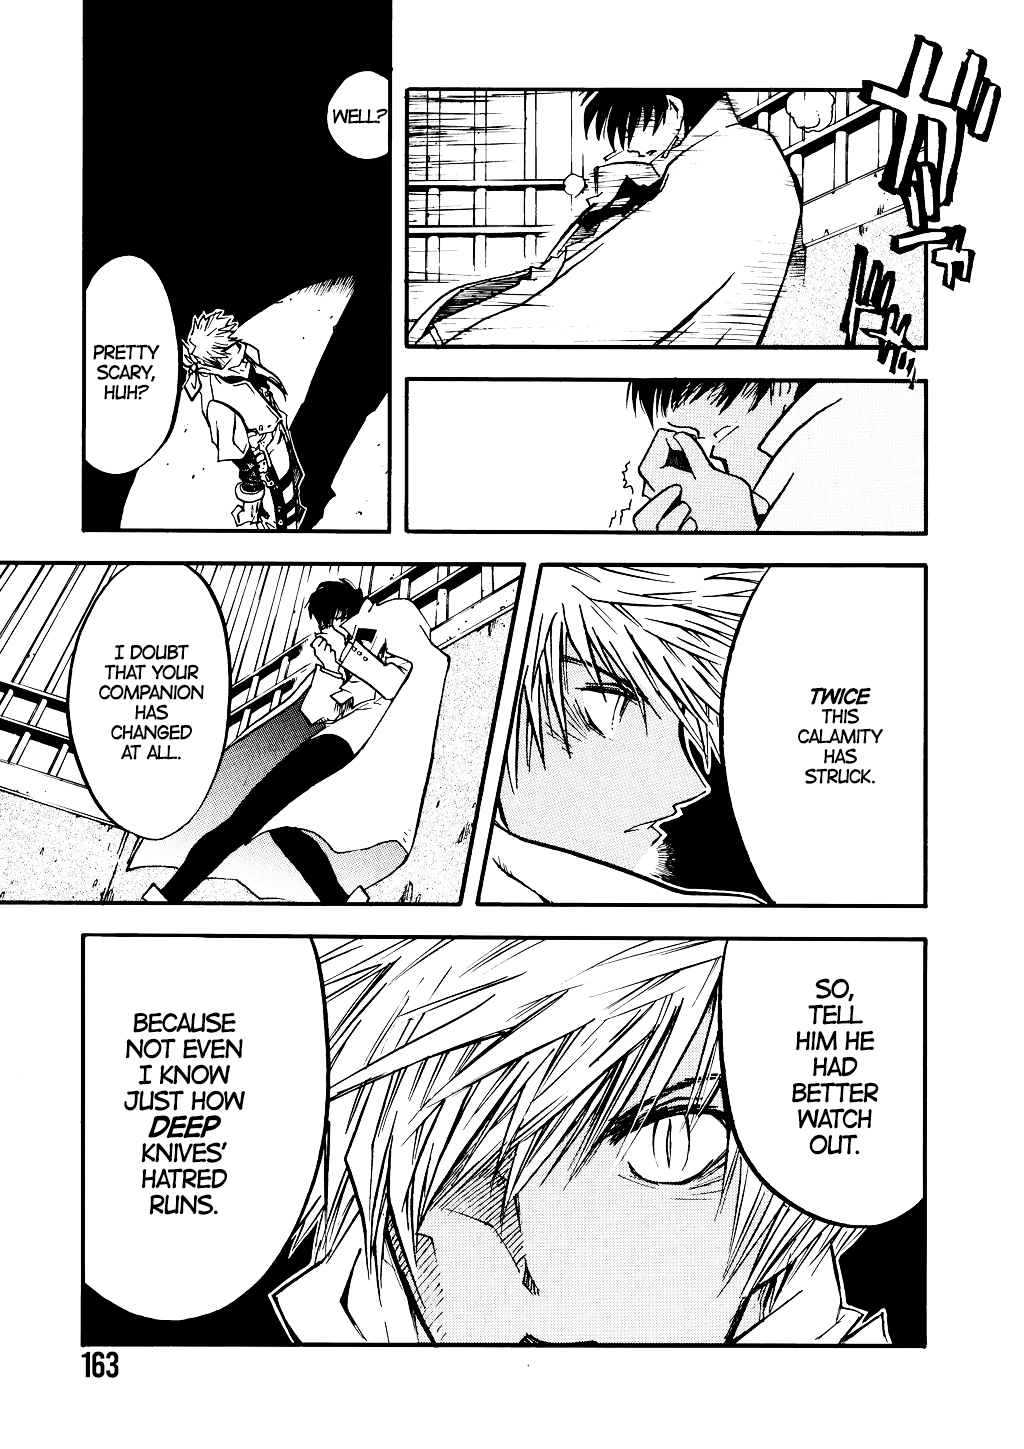 WELL?
PRETTY
SCARY,
HUH?
TWICE
THIS
CALAMITY
HAS
STRUCK.
I DOUBT
THAT YOUR
COMPANION
HAS
CHANGED
AT ALL.
SO,
TELL
HIM HE
HAD
BETTER
WATCH
OUT.
BECAUSE
NOT EVEN
I KNOW
JUST HOW
DEEP
KNIVES'
HATRED
RUNS.
163